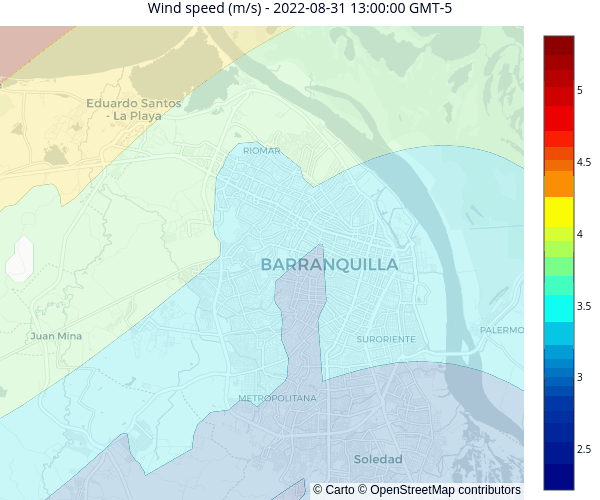 Wind speed (m/s) - 2022-08-31 13:00:00 GMT-5
Eduardo Santos
- La Playa
RIOMAR
BARRANQUILLA
Juan Mina
SURORIENTE
PALERMO
METROPOLITANA
Soledad
5
4.5
4
3.5
3
2.5
© Carto © OpenStreetMap contributors